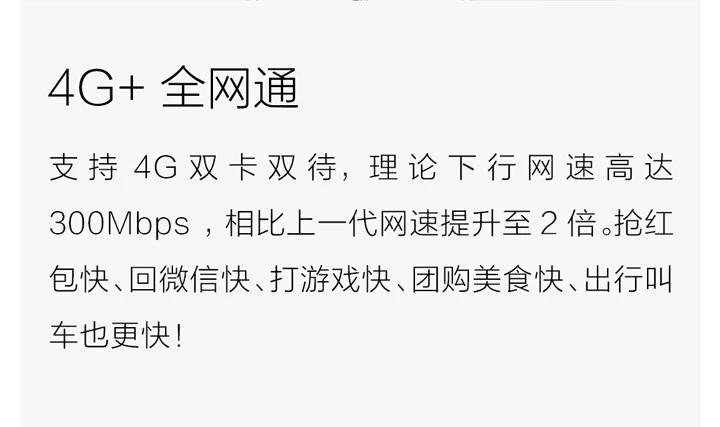 4G+ 全网通
支持 4G 双卡双待, 理论下行网速高达
300Mbps , 相比上一代网速提升至 2 倍。抢红
包快、回微信快、打游戏快、团购美食快、出行叫
车也更快!